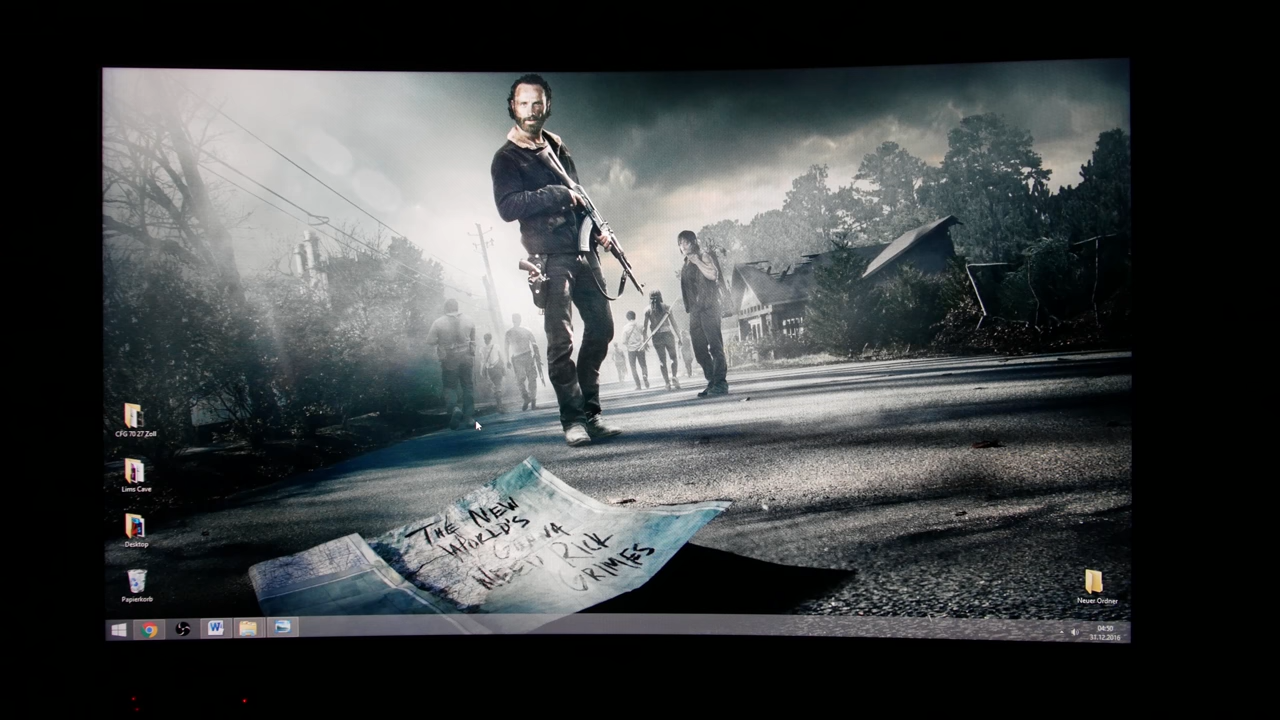 THE NEW
WORLD'S
GONNA
NEED RICK
GRIMES
CFG 70 27 Zoll
Lims Cave
Desktop
Papierkorb
Neuer Ordner
W
04:50
31.12.2016